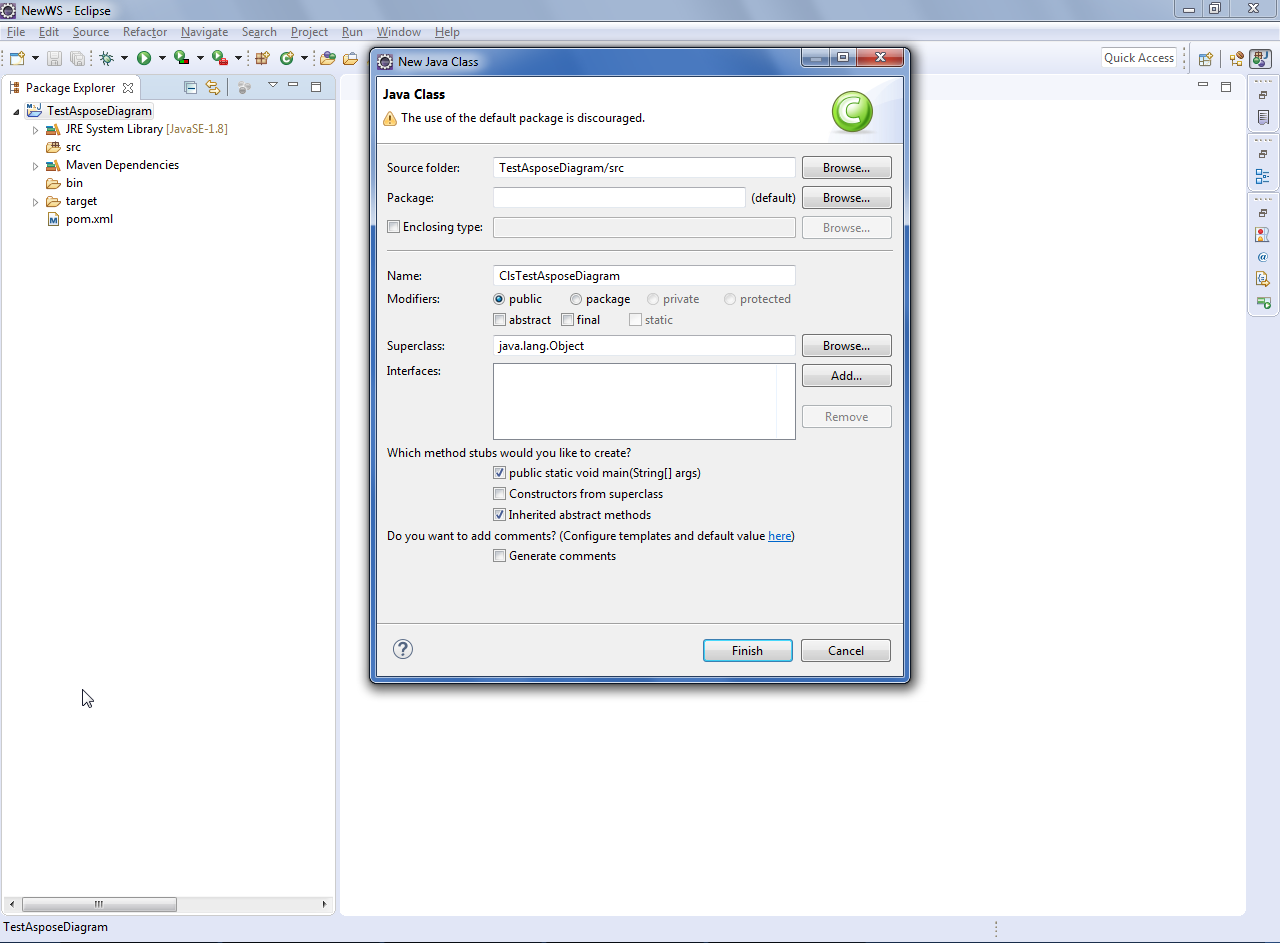 NewWS - Eclipse
File Edit Source Refactor Navigate Search Project Run Window Help
Quick Access
Package Explorer
TestAsposeDiagram
JRE System Library [JavaSE-1.8]
src
Maven Dependencies
bin
target
pom.xml
New Java Class
Java Class
The use of the default package is discouraged.
Source folder: TestAsposeDiagram/src Browse...
Package: (default) Browse...
Enclosing type: Browse...
Name: ClsTestAsposeDiagram
Modifiers: public package private protected
abstract final static
Superclass: java.lang.Object Browse...
Interfaces: Add...
Remove
Which method stubs would you like to create?
public static void main(String[] args)
Constructors from superclass
Inherited abstract methods
Do you want to add comments? (Configure templates and default value here)
Generate comments
Finish Cancel
TestAsposeDiagram